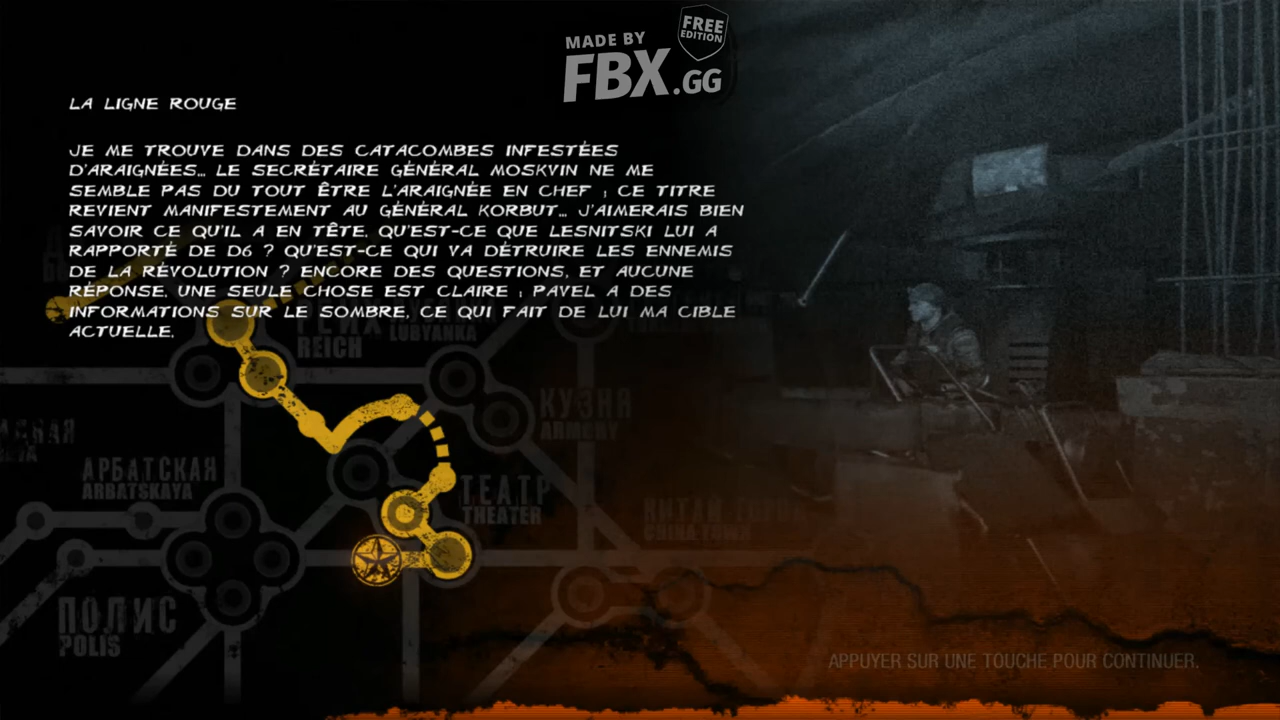 MADE BY
FBX.GG
FREE
EDITION
LA LIGNE ROUGE
JE ME TROUVE DANS DES CATACOMBES INFESTÉES
D'ARAIGNÉES... LE SECRÉTAIRE GÉNÉRAL MOSKVIN NE ME
SEMBLE PAS DU TOUT ÊTRE L'ARAIGNÉE EN CHEF ; CE TITRE
REVIENT MANIFESTEMENT AU GÉNÉRAL KORBUT... J'AIMERAIS BIEN
SAVOIR CE QU'IL A EN TÊTE. QU'EST-CE QUE LESNITSKI LUI A
RAPPORTÉ DE D6 ? QU'EST-CE QUI VA DÉTRUIRE LES ENNEMIS
DE LA RÉVOLUTION ? ENCORE DES QUESTIONS, ET AUCUNE
RÉPONSE. UNE SEULE CHOSE EST CLAIRE : PAVEL A DES
INFORMATIONS SUR LE SOMBRE, CE QUI FAIT DE LUI MA CIBLE
ACTUELLE.
РЕЙХ
REICH
LUBYANKA
КУЗНЯ
ARMORY
АРБАТСКАЯ
ARBATSKAYA
ТЕАТР
THEATER
КИТАЙ ГОРОД
CHINA TOWN
ПОЛИС
POLIS
APPUYER SUR UNE TOUCHE POUR CONTINUER.